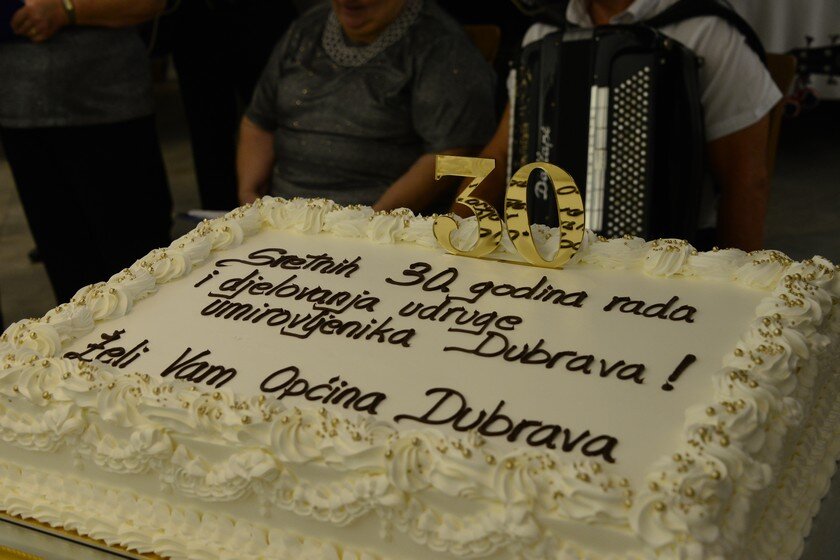 30
Sretnih 30. godina rada
i djelovanja udruge
umirovljenika Dubrava!
Želi Vam Općina Dubrava